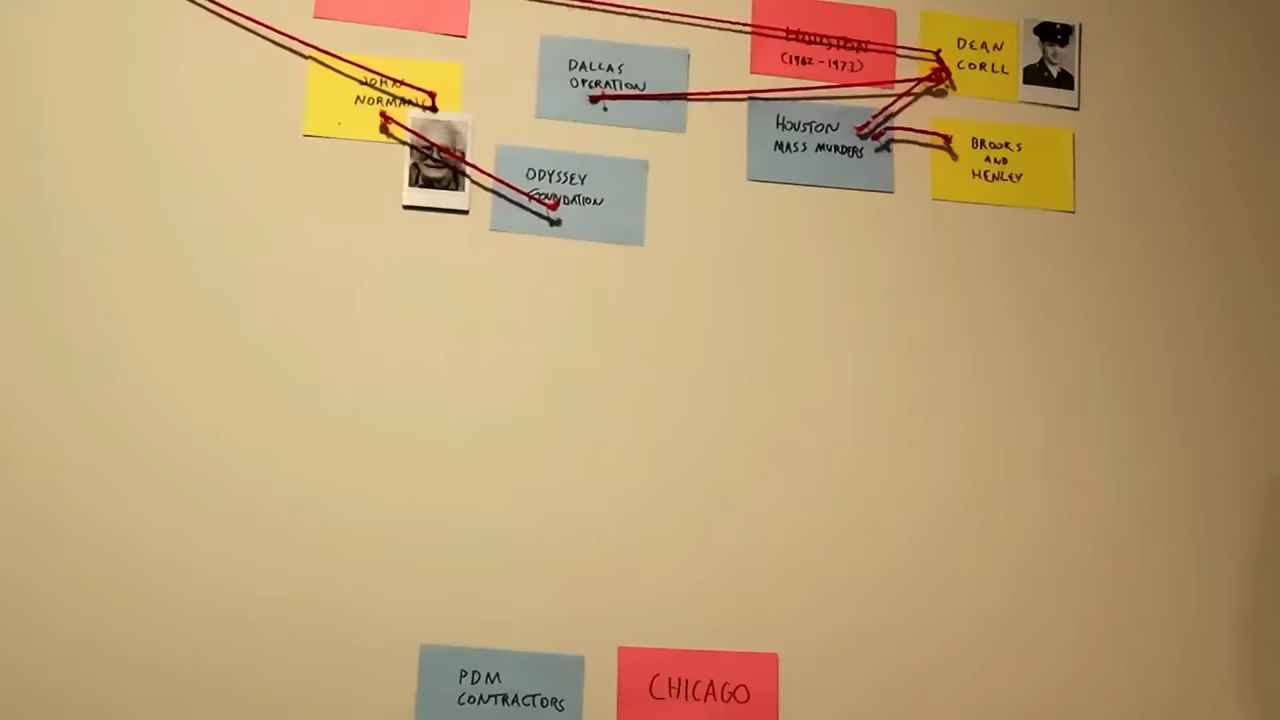 JOHN
NORMAN
DALLAS
OPERATION
ODYSSEY
FOUNDATION
HOUSTON
(1962-1973)
HOUSTON
MASS MURDERS
DEAN
CORLL
BROOKS
AND
HENLEY
PDM
CONTRACTORS
CHICAGO